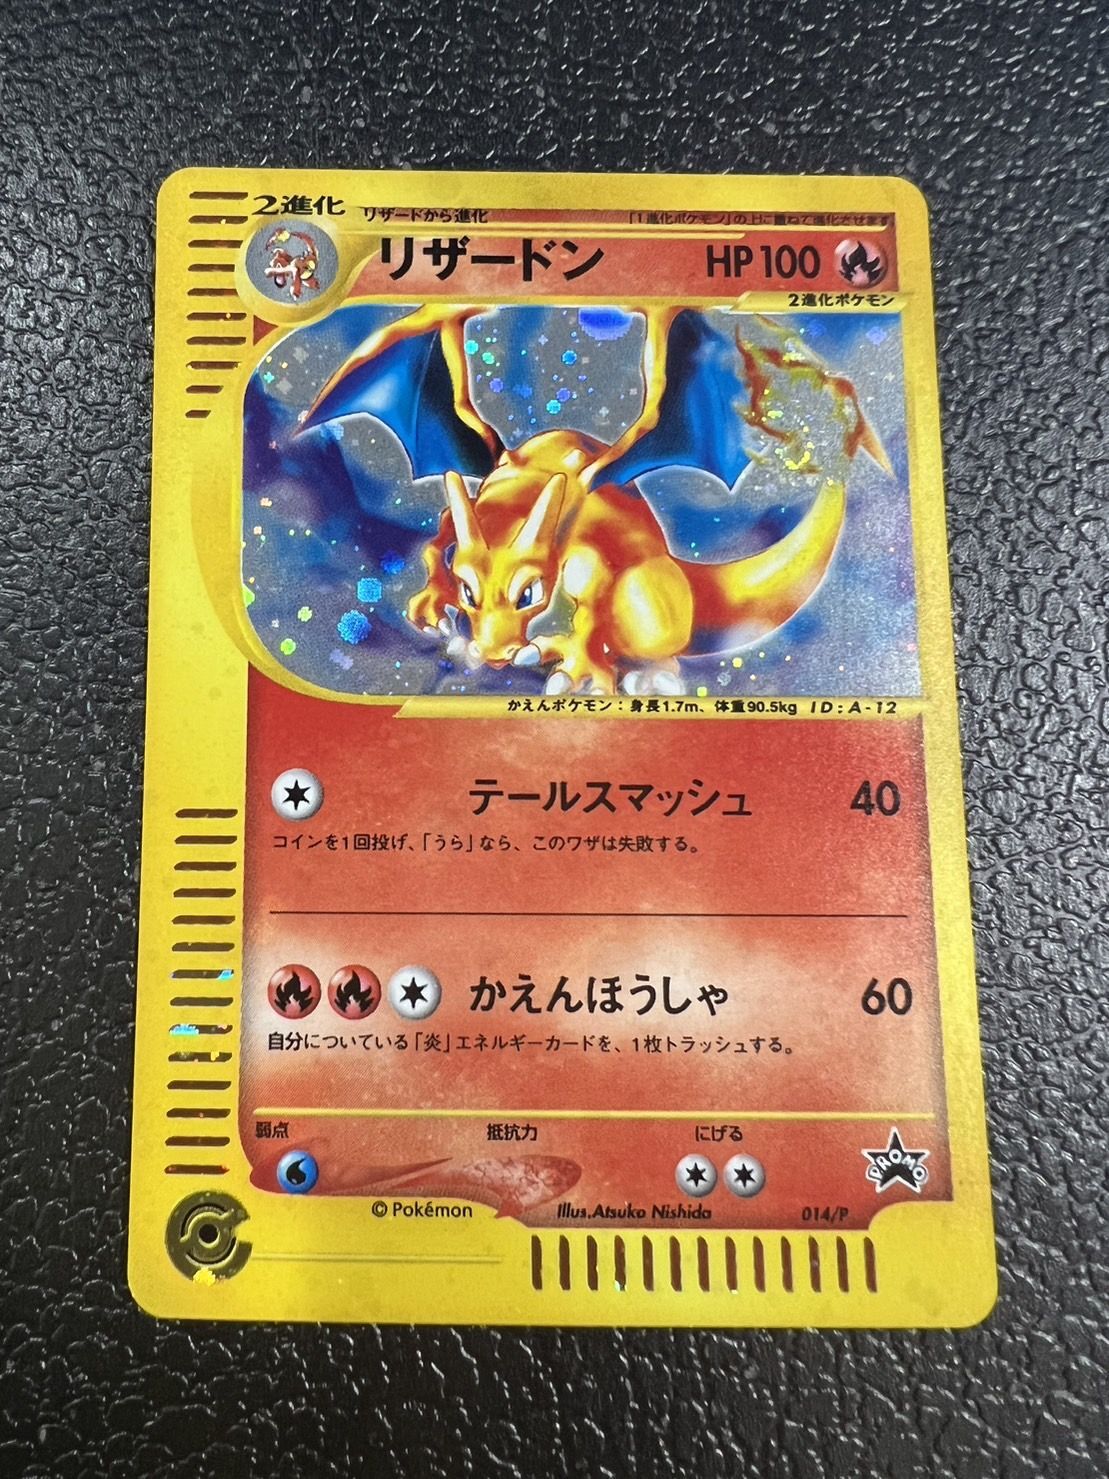 2進化
リザードから進化
「1進化ポケモン」の上に重ねて進化させます
リザードン
HP100
2進化ポケモン
かえんポケモン：身長1.7m、体重90.5kg ID:A-12
テールスマッシュ 40
コインを1回投げ、「うら」なら、このワザは失敗する。
かえんほうしゃ 60
自分についている「炎」エネルギーカードを、1枚トラッシュする。
弱点 抵抗力 にげる
PROMO
© Pokémon
Illus.Atsuko Nishida
014/P